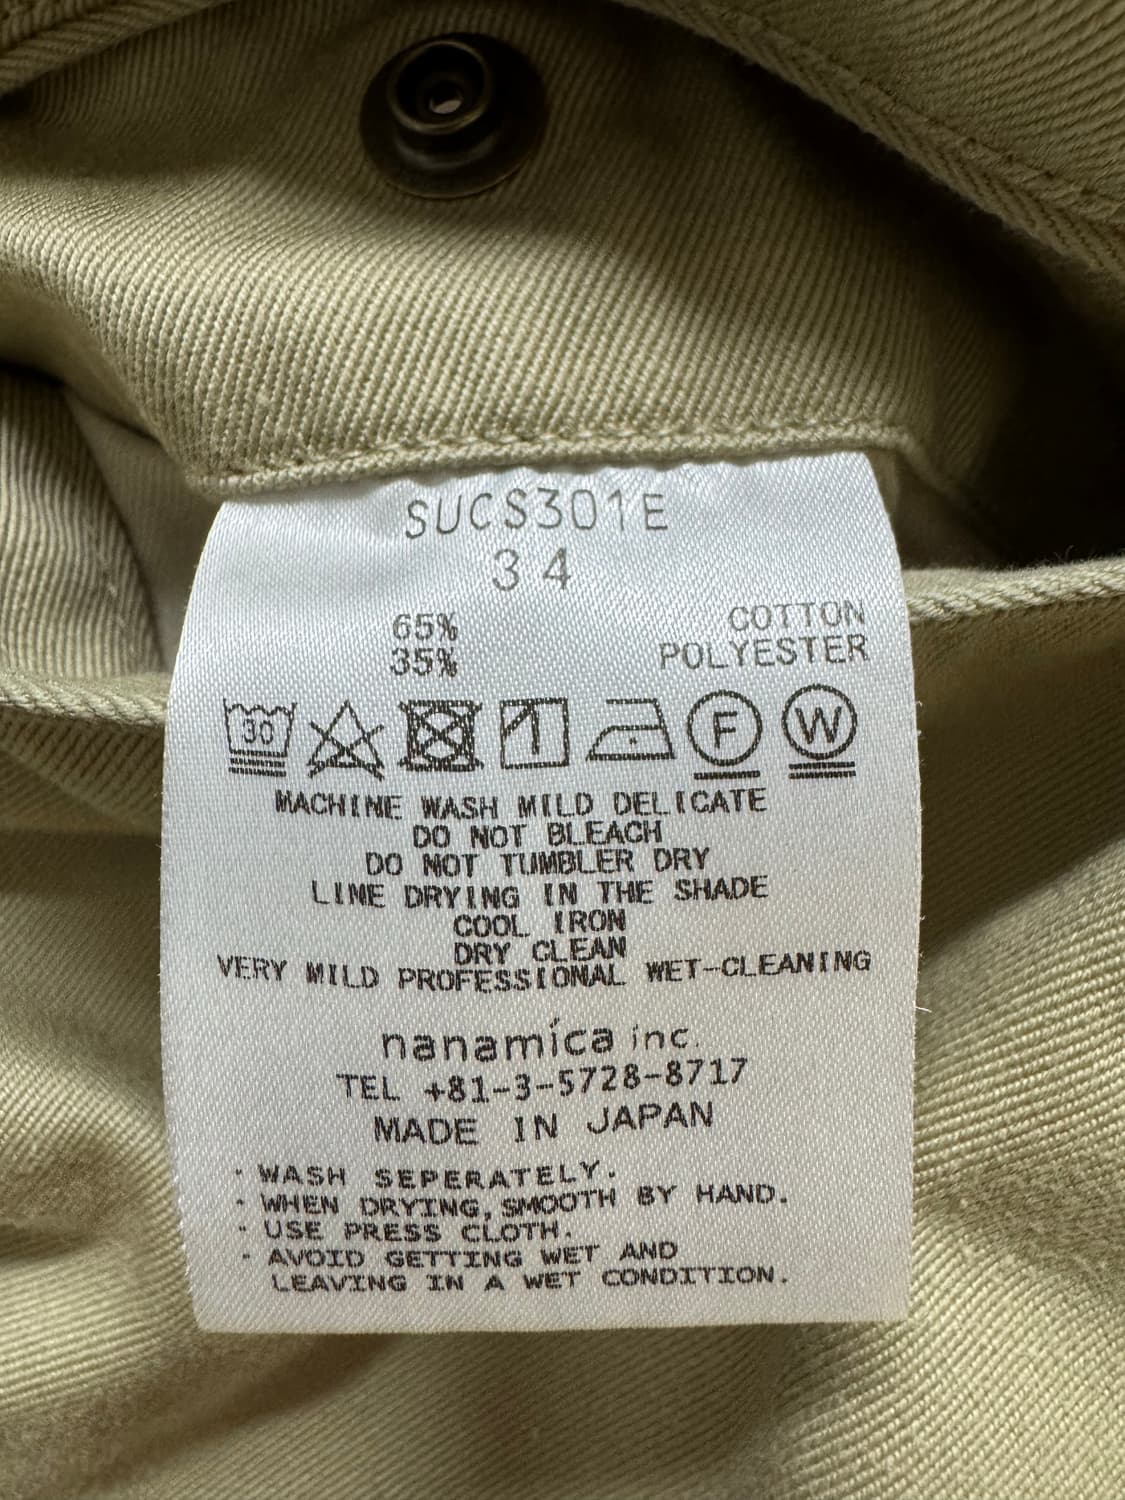 SUCS301E
34
65% COTTON
35% POLYESTER
30 F W
MACHINE WASH MILD DELICATE
DO NOT BLEACH
DO NOT TUMBLER DRY
LINE DRYING IN THE SHADE
COOL IRON
DRY CLEAN
VERY MILD PROFESSIONAL WET-CLEANING
nanamica inc.
TEL +81-3-5728-8717
MADE IN JAPAN
・WASH SEPERATELY.
・WHEN DRYING, SMOOTH BY HAND.
・USE PRESS CLOTH.
・AVOID GETTING WET AND
LEAVING IN A WET CONDITION.